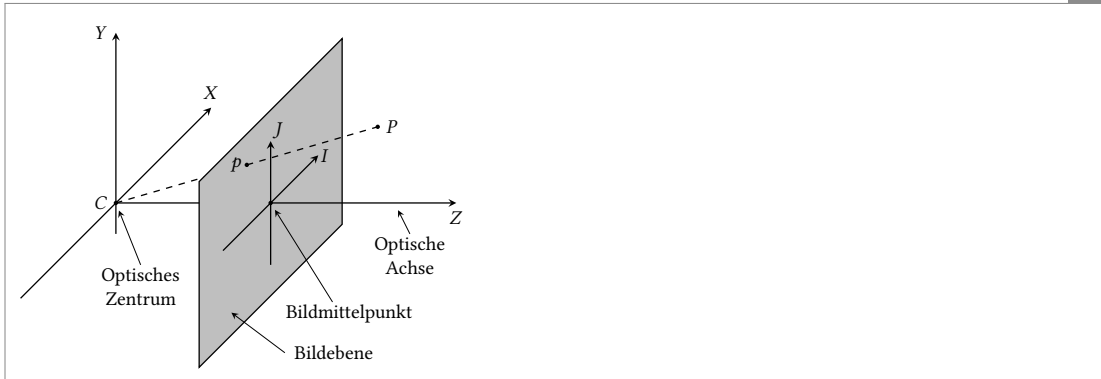 Y
X
J
P
p
I
C
Z
Optische
Achse
Optisches
Zentrum
Bildmittelpunkt
Bildebene